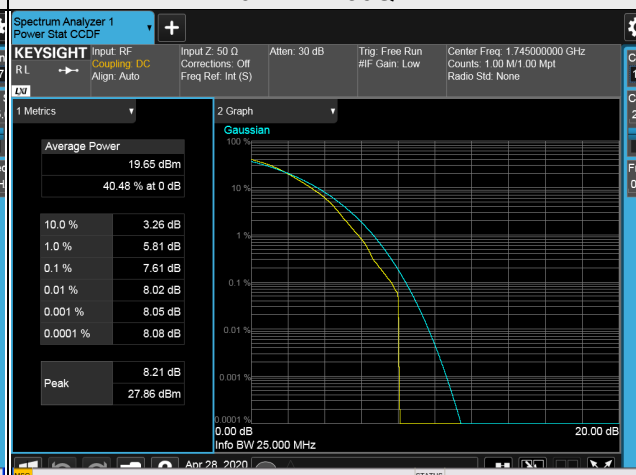 Spectrum Analyzer 1
Power Stat CCDF
+
KEYSIGHT
R L
LXI
Input: RF
Coupling: DC
Align: Auto
Input Z: 50 Ω
Corrections: Off
Freq Ref: Int (S)
Atten: 30 dB
Trig: Free Run
#IF Gain: Low
Center Freq: 1.745000000 GHz
Counts: 1.00 M/1.00 Mpt
Radio Std: None
1 Metrics
Average Power
19.65 dBm
40.48 % at 0 dB
10.0 % 3.26 dB
1.0 % 5.81 dB
0.1 % 7.61 dB
0.01 % 8.02 dB
0.001 % 8.05 dB
0.0001 % 8.08 dB
Peak
8.21 dB
27.86 dBm
2 Graph
Gaussian
100 %
10 %
1 %
0.1 %
0.01 %
0.001 %
0.0001 %
0.00 dB 20.00 dB
Info BW 25.000 MHz
Apr 28, 2020
MSG
STATUS